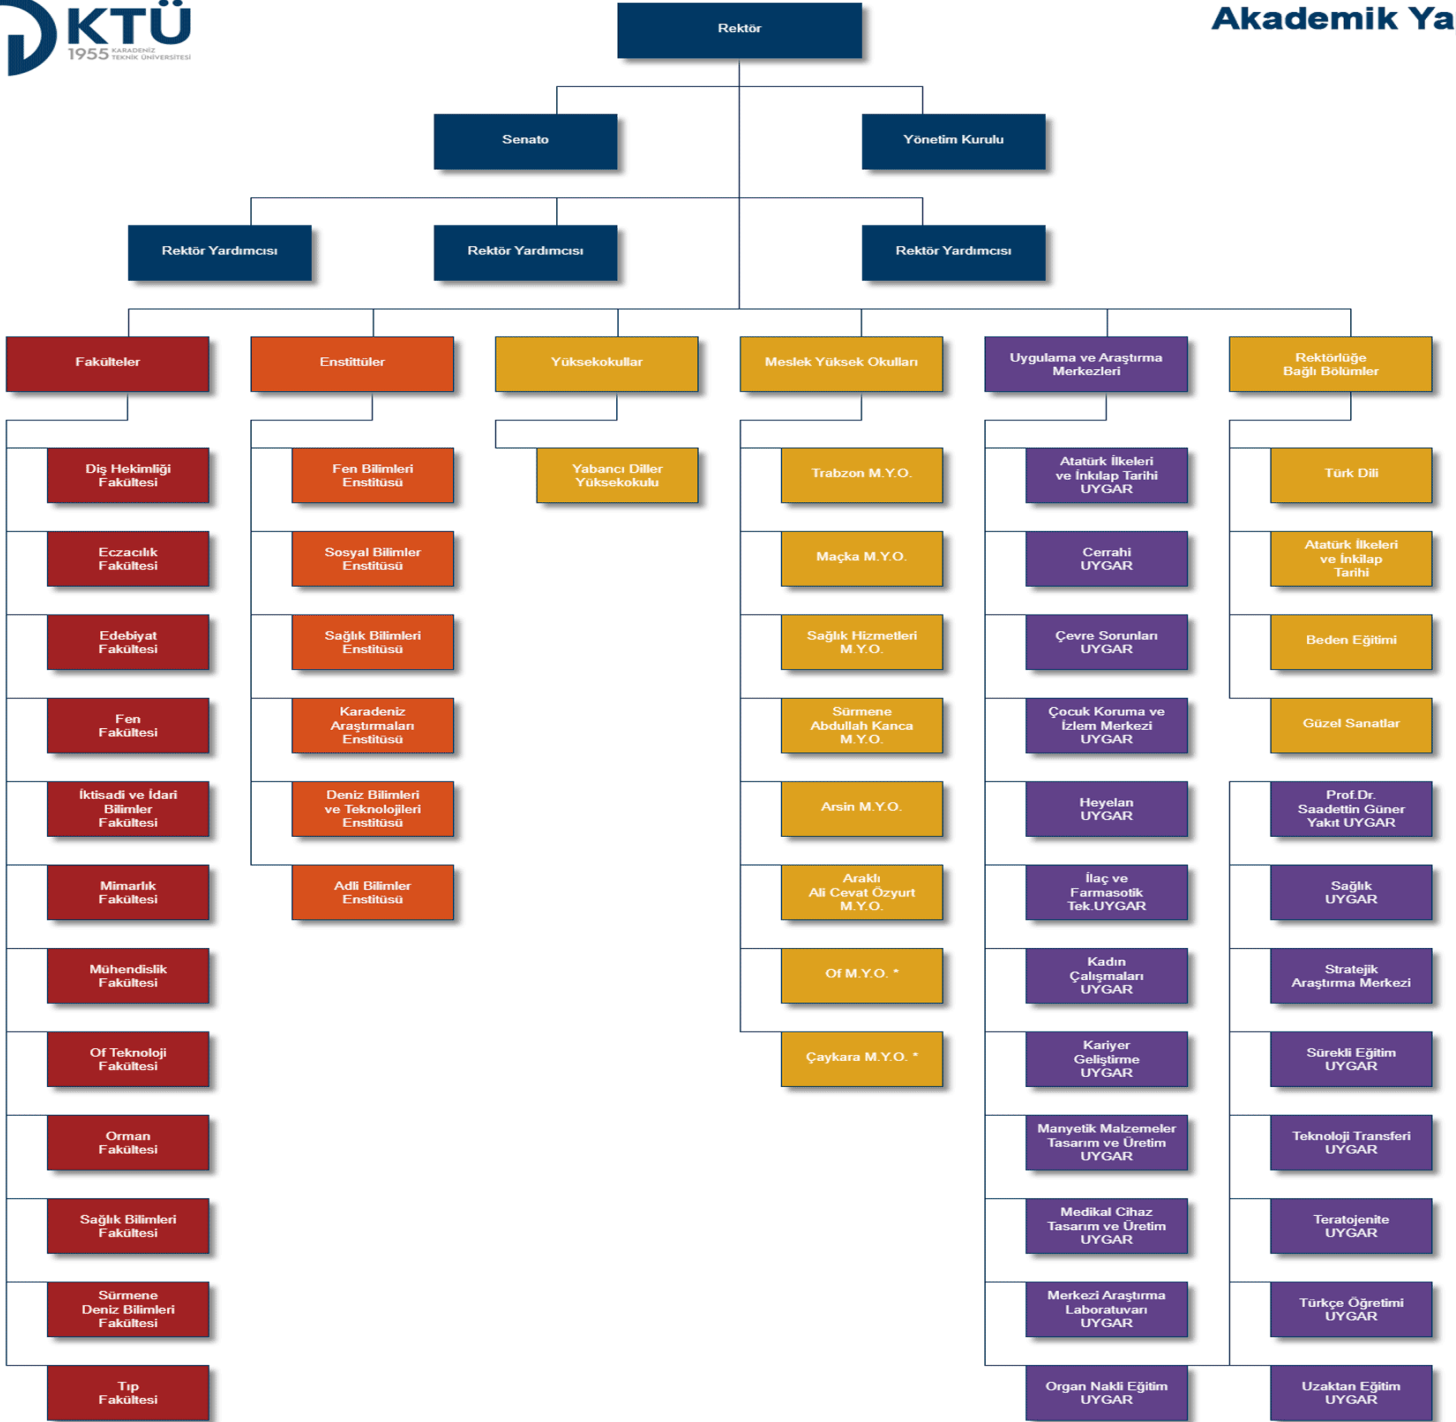 KTÜ
1955 KARADENİZ
TEKNİK ÜNİVERSİTESİ
Akademik Ya
Rektör
Senato
Yönetim Kurulu
Rektör Yardımcısı
Rektör Yardımcısı
Rektör Yardımcısı
Fakülteler
Diş Hekimliği
Fakültesi
Eczacılık
Fakültesi
Edebiyat
Fakültesi
Fen
Fakültesi
İktisadi ve İdari
Bilimler
Fakültesi
Mimarlık
Fakültesi
Mühendislik
Fakültesi
Of Teknoloji
Fakültesi
Orman
Fakültesi
Sağlık Bilimleri
Fakültesi
Sürmene
Deniz Bilimleri
Fakültesi
Tıp
Fakültesi
Enstittüler
Fen Bilimleri
Enstitüsü
Sosyal Bilimler
Enstitüsü
Sağlık Bilimleri
Enstitüsü
Karadeniz
Araştırmaları
Enstitüsü
Deniz Bilimleri
ve Teknolojileri
Enstitüsü
Adli Bilimler
Enstitüsü
Yüksekokullar
Yabancı Diller
Yüksekokulu
Meslek Yüksek Okulları
Trabzon M.Y.O.
Maçka M.Y.O.
Sağlık Hizmetleri
M.Y.O.
Sürmene
Abdullah Kanca
M.Y.O.
Arsin M.Y.O.
Araklı
Ali Cevat Özyurt
M.Y.O.
Of M.Y.O. *
Çaykara M.Y.O. *
Uygulama ve Araştırma
Merkezleri
Atatürk İlkeleri
ve İnkılap Tarihi
UYGAR
Cerrahi
UYGAR
Çevre Sorunları
UYGAR
Çocuk Koruma ve
İzlem Merkezi
UYGAR
Heyelan
UYGAR
İlaç ve
Farmasotik
Tek.UYGAR
Kadın
Çalışmaları
UYGAR
Kariyer
Geliştirme
UYGAR
Manyetik Malzemeler
Tasarım ve Üretim
UYGAR
Medikal Cihaz
Tasarım ve Üretim
UYGAR
Merkezi Araştırma
Laboratuvarı
UYGAR
Organ Nakli Eğitim
UYGAR
Rektörlüğe
Bağlı Bölümler
Türk Dili
Atatürk İlkeleri
ve İnkilap
Tarihi
Beden Eğitimi
Güzel Sanatlar
Prof.Dr.
Saadettin Güner
Yakıt UYGAR
Sağlık
UYGAR
Stratejik
Araştırma Merkezi
Sürekli Eğitim
UYGAR
Teknoloji Transferi
UYGAR
Teratojenite
UYGAR
Türkçe Öğretimi
UYGAR
Uzaktan Eğitim
UYGAR